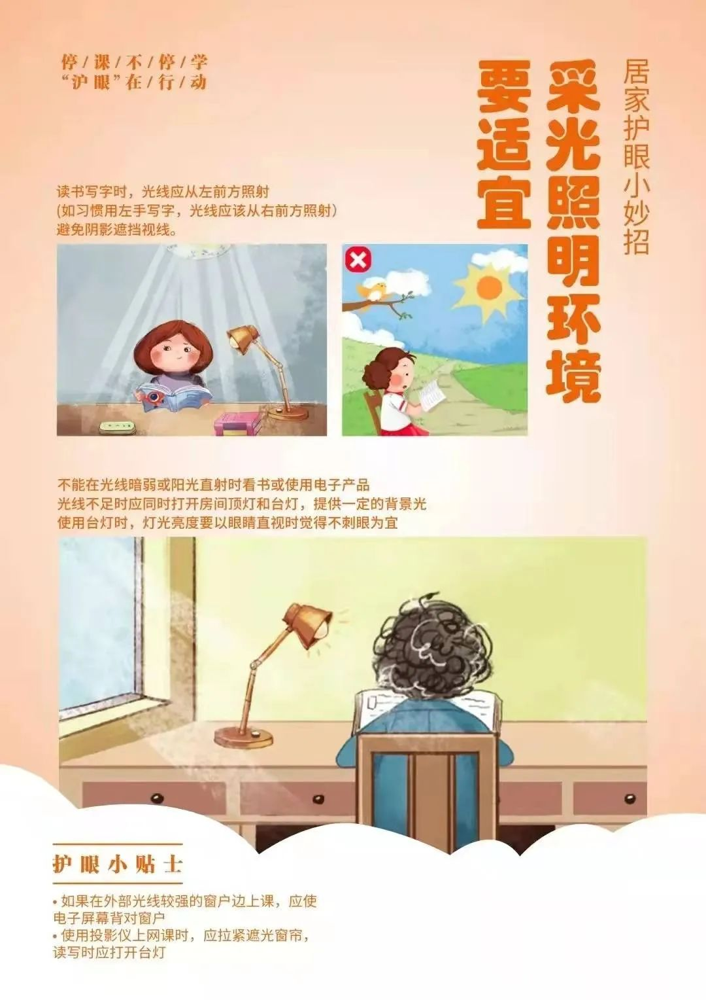 停/课/不/停/学
“沪眼”在/行/动
居家护眼小妙招
采光照明环境
要适宜
读书写字时，光线应从左前方照射
(如习惯用左手写字，光线应该从右前方照射）
避免阴影遮挡视线。
不能在光线暗弱或阳光直射时看书或使用电子产品
光线不足时应同时打开房间顶灯和台灯，提供一定的背景光
使用台灯时，灯光亮度要以眼睛直视时觉得不刺眼为宜
护眼小贴士
• 如果在外部光线较强的窗户边上课，应使
电子屏幕背对窗户
• 使用投影仪上网课时，应拉紧遮光窗帘，
读写时应打开台灯